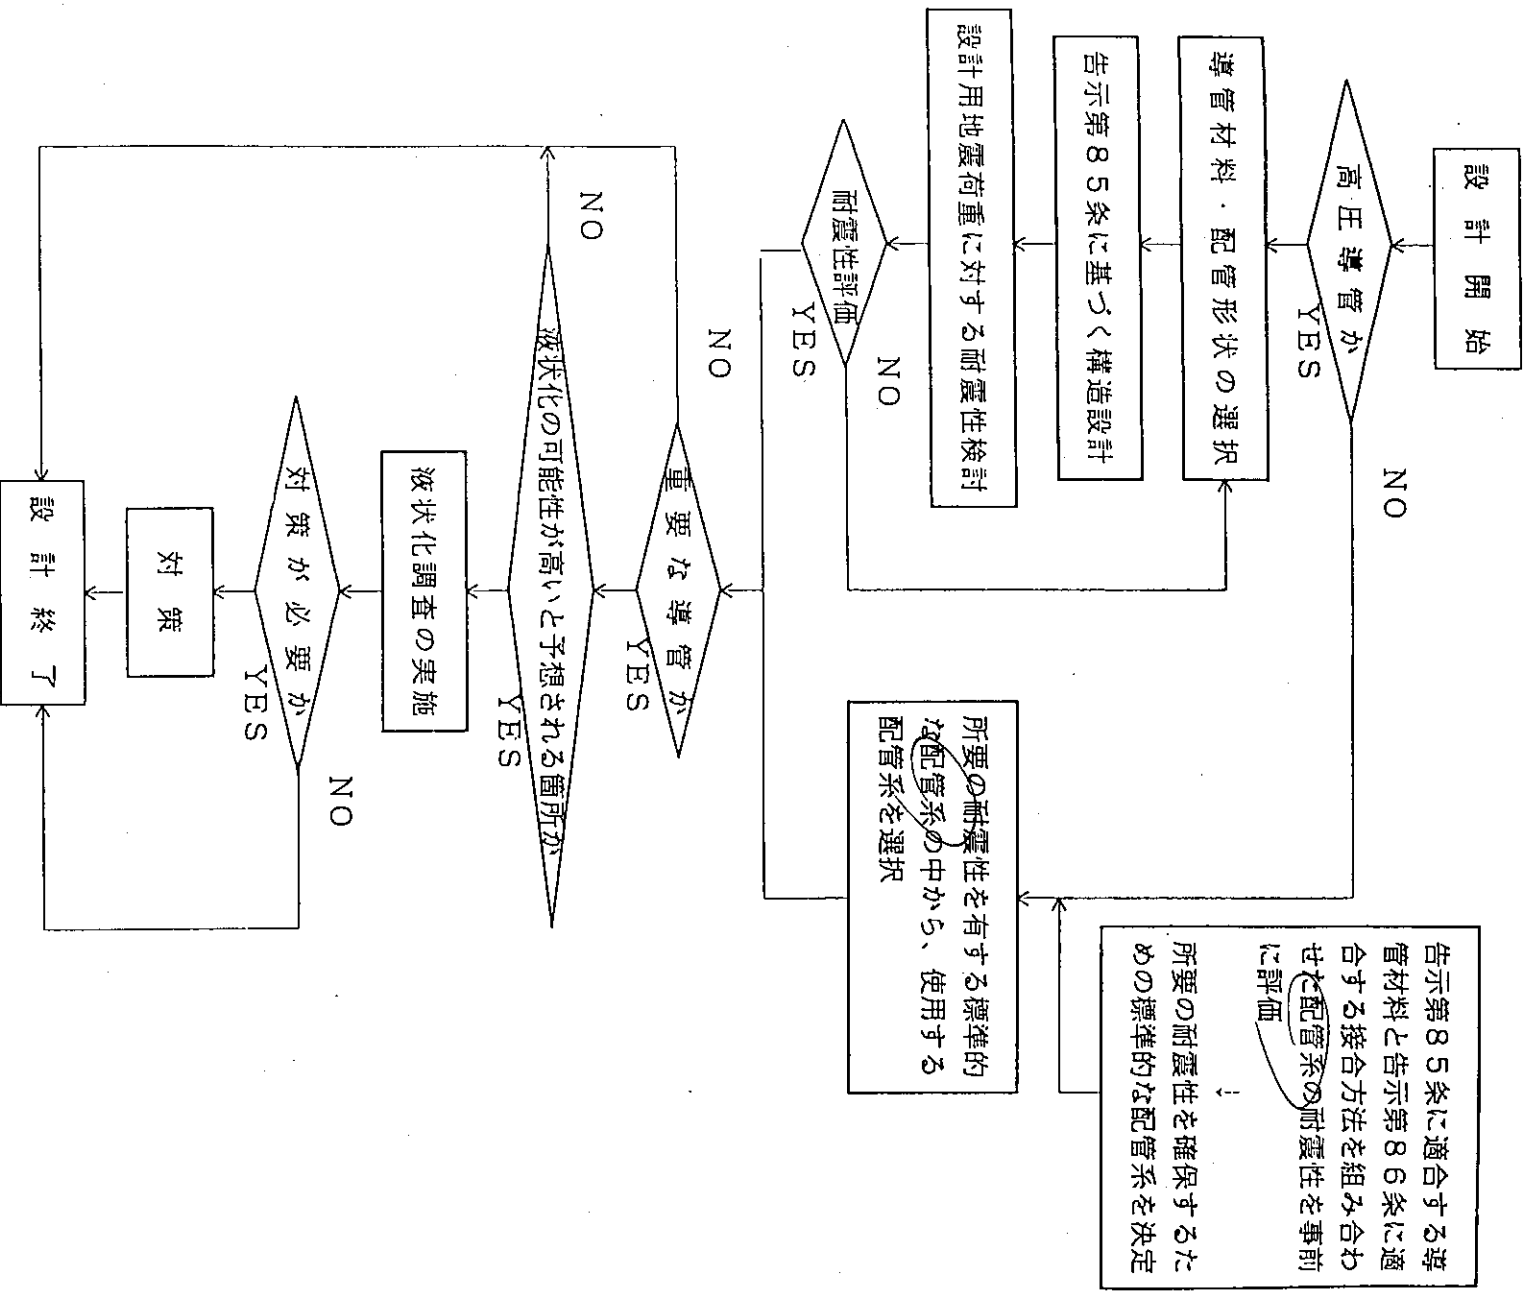 設計開始
高圧導管か
YES
NO
導管材料・配管形状の選択
告示第85条に基づく構造設計
設計用地震荷重に対する耐震性検討
耐震性評価
YES
NO
告示第85条に適合する導
管材料と告示第86条に適
合する接合方法を組み合わ
せた配管系の耐震性を事前
に評価
↓
所要の耐震性を確保するた
めの標準的な配管系を決定
所要の耐震性を有する標準的
な配管系の中から、使用する
配管系を選択
重要な導管か
YES
NO
液状化の可能性が高いと予想される箇所か
YES
NO
液状化調査の実施
対策が必要か
YES
NO
対策
設計終了